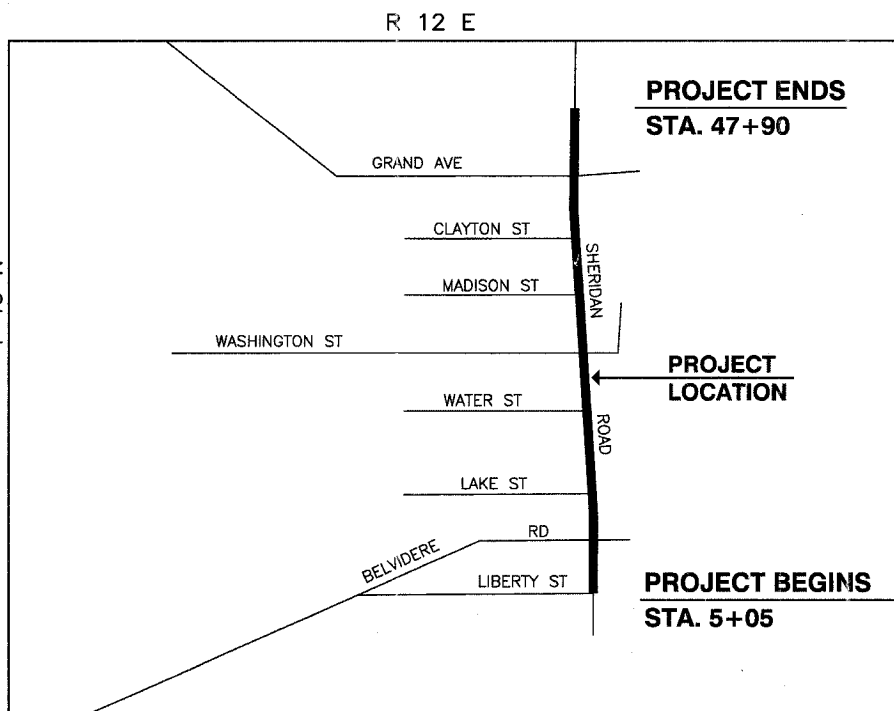 R 12 E
PROJECT ENDS
STA. 47+90
GRAND AVE
CLAYTON ST
SHERIDAN
MADISON ST
WASHINGTON ST
PROJECT
LOCATION
WATER ST
ROAD
LAKE ST
RD
BELVIDERE
LIBERTY ST
PROJECT BEGINS
STA. 5+05